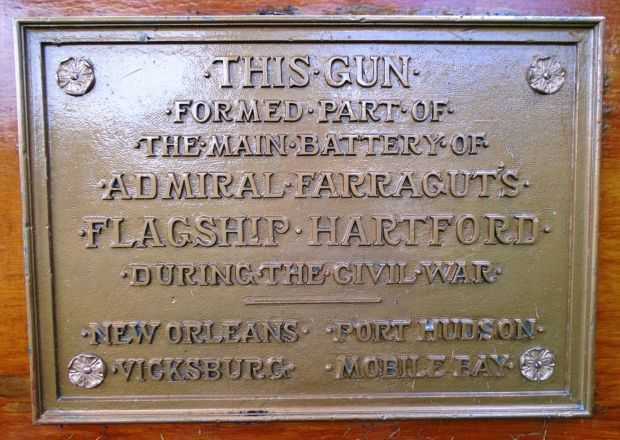 ·THIS·GUN·
·FORMED·PART·OF·
·THE·MAIN·BATTERY·OF·
·ADMIRAL·FARRAGUT'S·
·FLAGSHIP·HARTFORD·
·DURING·THE·CIVIL·WAR·
·NEW ORLEANS· ·PORT HUDSON·
·VICKSBURG· ·MOBILE BAY·